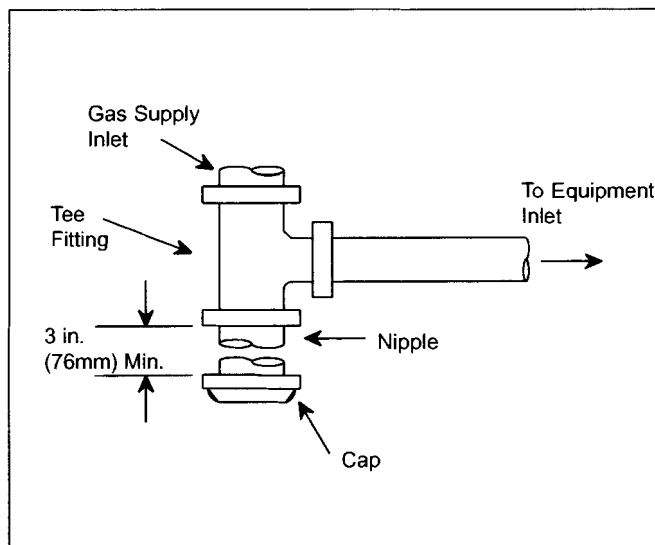 Gas Supply
Inlet
To Equipment
Inlet
Tee
Fitting
3 in.
(76mm) Min.
Nipple
Cap